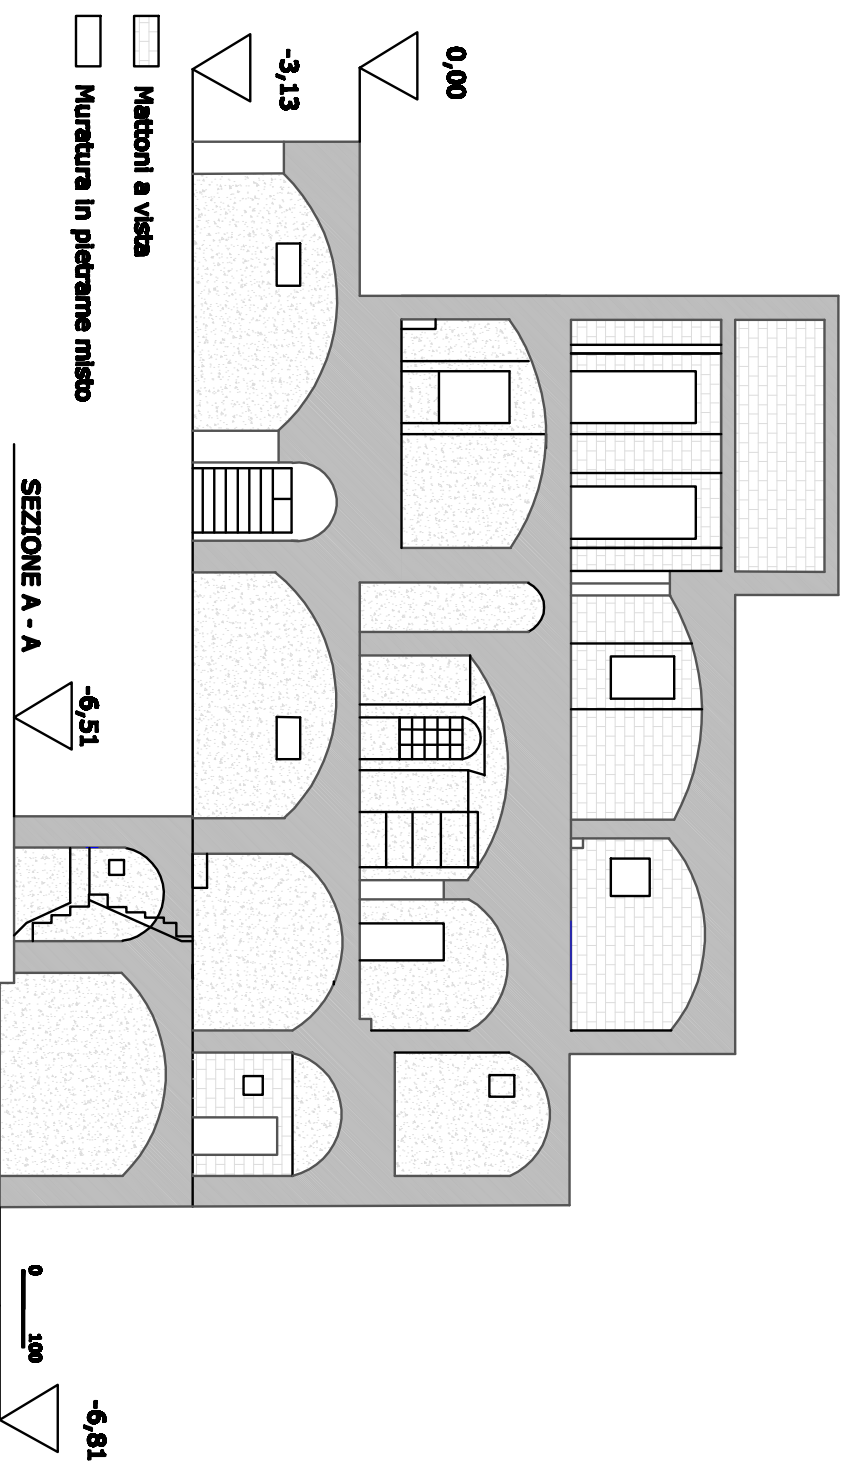 0,00
-3,13
Mattoni a vista
Muratura in pietrame misto
SEZIONE A - A
-6,51
0 100
-6,81